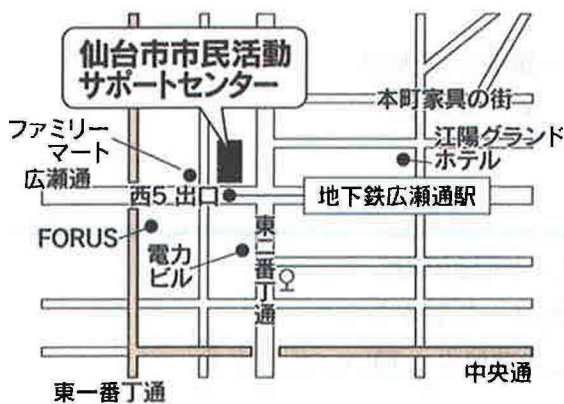 仙台市市民活動
サポートセンター
本町家具の街
ファミリー
マート
江陽グランド
ホテル
広瀬通
西5出口
地下鉄広瀬通駅
FORUS
電力
ビル
東二番丁通
中央通
東一番丁通